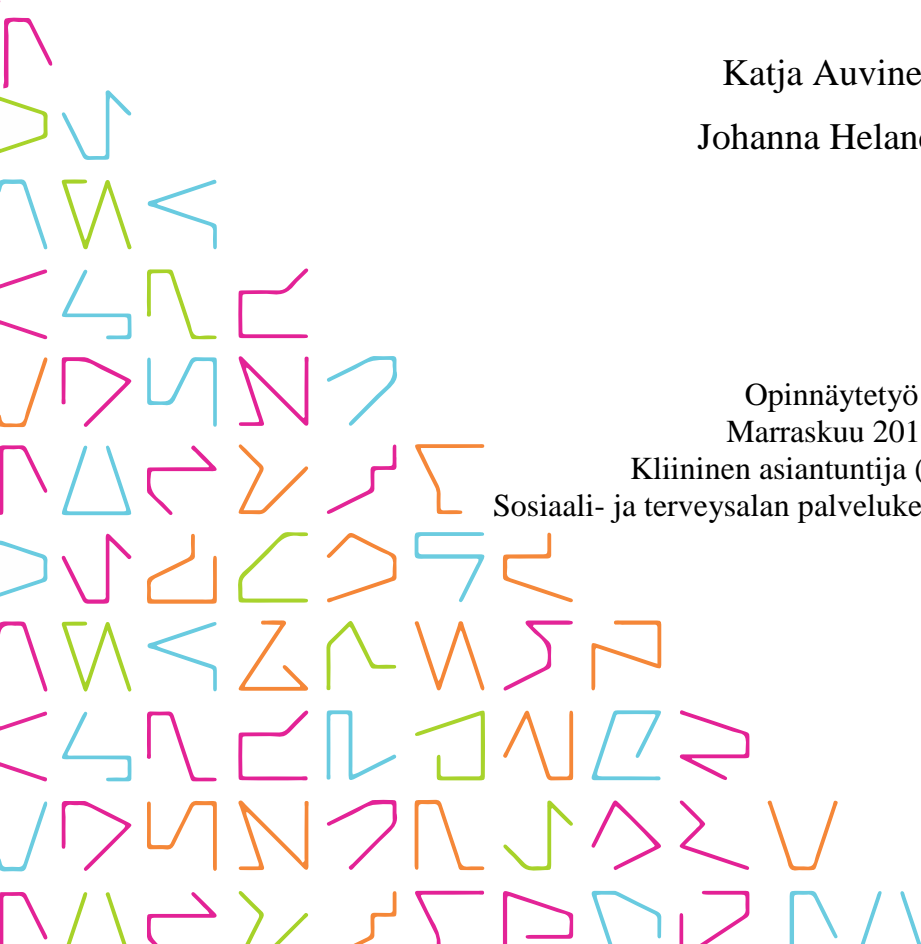 Katja Auvine
Johanna Helan
Opinnäytetyö
Marraskuu 201
Kliininen asiantuntija (
Sosiaali- ja terveysalan palveluke